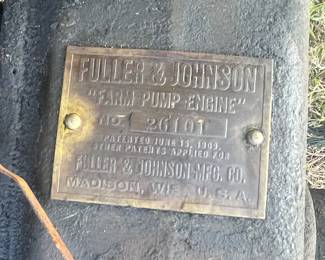 FULLER & JOHNSON
"FARM PUMP ENGINE"
NO. 26101
PATENTED JUNE 15, 1909.
OTHER PATENTS APPLIED FOR
FULLER & JOHNSON MFG. CO.
MADISON, WIS. U.S.A.